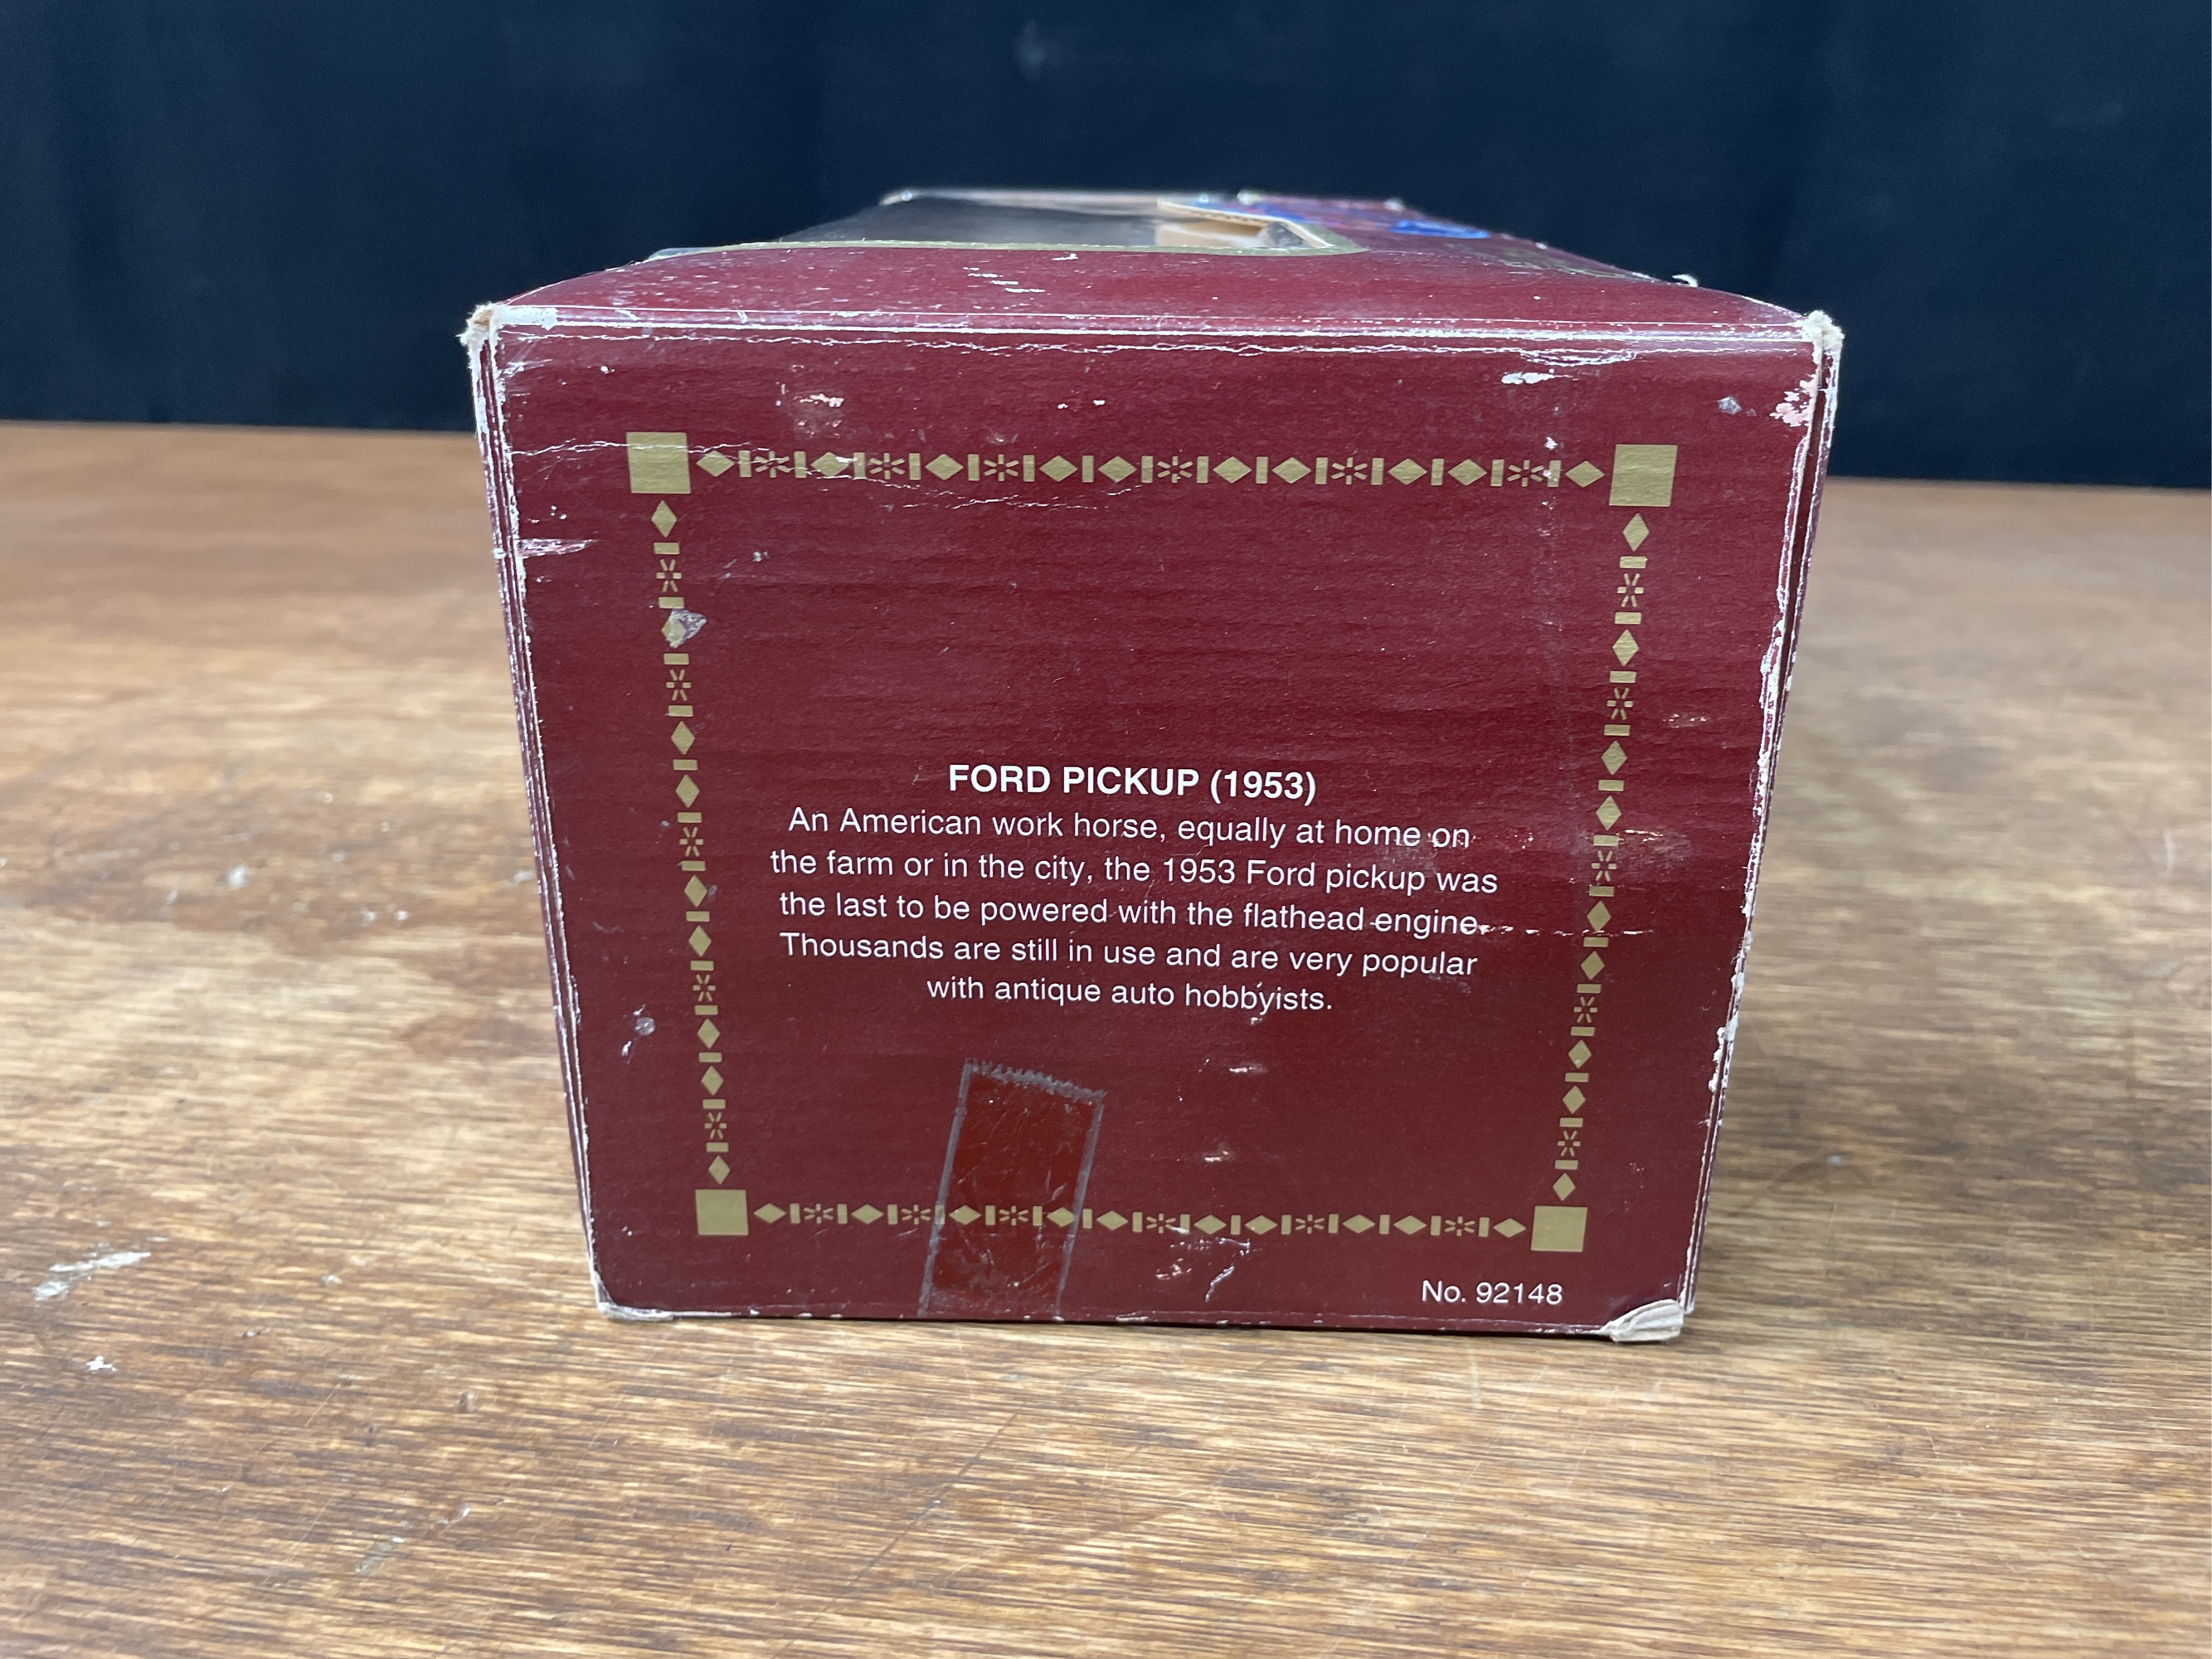 FORD PICKUP (1953)
An American work horse, equally at home on
the farm or in the city, the 1953 Ford pickup was
the last to be powered with the flathead engine.
Thousands are still in use and are very popular
with antique auto hobbyists.
No. 92148